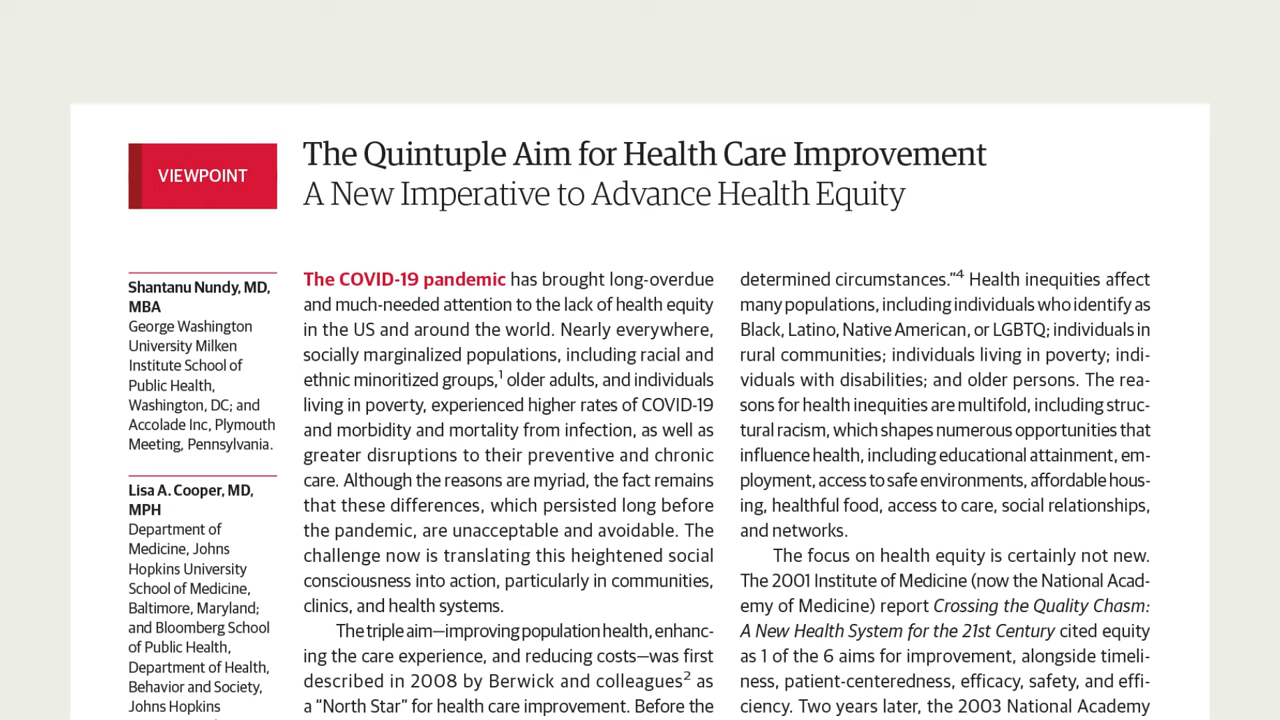 VIEWPOINT
The Quintuple Aim for Health Care Improvement
A New Imperative to Advance Health Equity
Shantanu Nundy, MD,
MBA
George Washington
University Milken
Institute School of
Public Health,
Washington, DC; and
Accolade Inc, Plymouth
Meeting, Pennsylvania.
Lisa A. Cooper, MD,
MPH
Department of
Medicine, Johns
Hopkins University
School of Medicine,
Baltimore, Maryland;
and Bloomberg School
of Public Health,
Department of Health,
Behavior and Society,
Johns Hopkins
The COVID-19 pandemic has brought long-overdue
and much-needed attention to the lack of health equity
in the US and around the world. Nearly everywhere,
socially marginalized populations, including racial and
ethnic minoritized groups,1 older adults, and individuals
living in poverty, experienced higher rates of COVID-19
and morbidity and mortality from infection, as well as
greater disruptions to their preventive and chronic
care. Although the reasons are myriad, the fact remains
that these differences, which persisted long before
the pandemic, are unacceptable and avoidable. The
challenge now is translating this heightened social
consciousness into action, particularly in communities,
clinics, and health systems.
The triple aim—improving population health, enhanc-
ing the care experience, and reducing costs—was first
described in 2008 by Berwick and colleagues2 as
a “North Star” for health care improvement. Before the
determined circumstances.”4 Health inequities affect
many populations, including individuals who identify as
Black, Latino, Native American, or LGBTQ; individuals in
rural communities; individuals living in poverty; indi-
viduals with disabilities; and older persons. The rea-
sons for health inequities are multifold, including struc-
tural racism, which shapes numerous opportunities that
influence health, including educational attainment, em-
ployment, access to safe environments, affordable hous-
ing, healthful food, access to care, social relationships,
and networks.
The focus on health equity is certainly not new.
The 2001 Institute of Medicine (now the National Acad-
emy of Medicine) report Crossing the Quality Chasm:
A New Health System for the 21st Century cited equity
as 1 of the 6 aims for improvement, alongside timeli-
ness, patient-centeredness, efficacy, safety, and effi-
ciency. Two years later, the 2003 National Academy